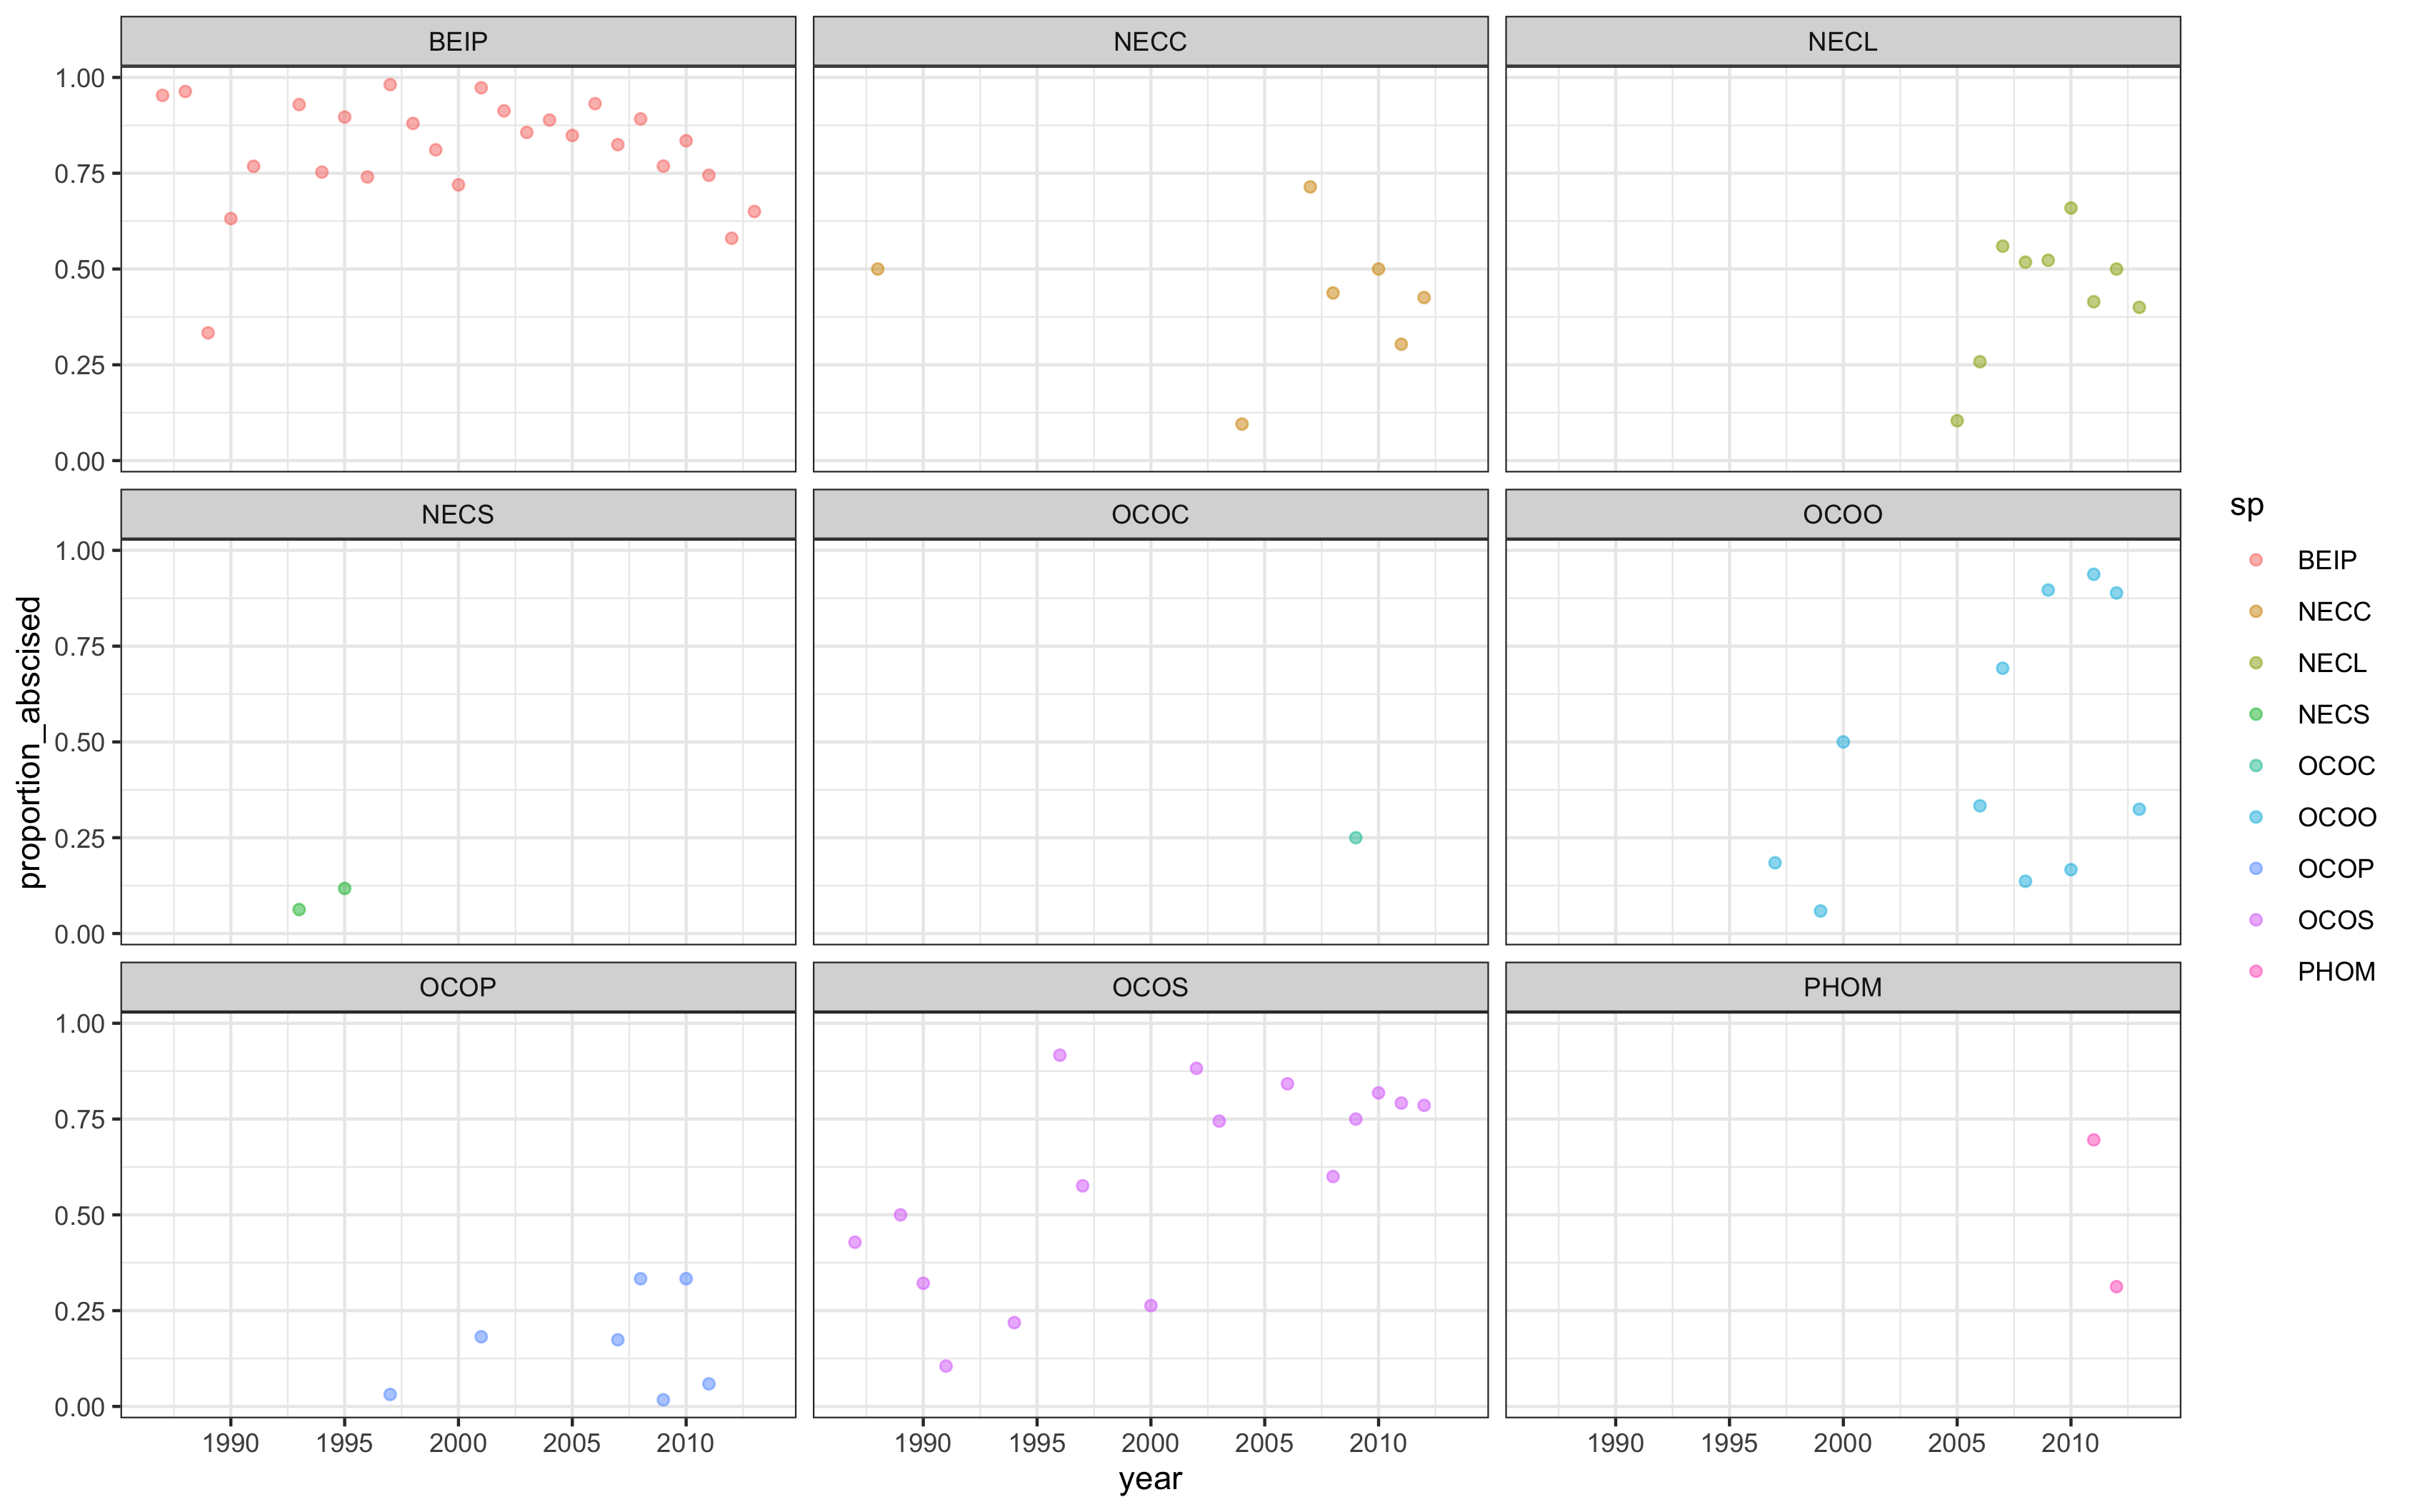 BEIP NECC NECL
1.00
0.75
0.50
0.25
0.00
NECS OCOC OCOO
1.00
0.75
0.50
0.25
0.00
OCOP OCOS PHOM
1.00
0.75
0.50
0.25
0.00
1990 1995 2000 2005 2010 1990 1995 2000 2005 2010 1990 1995 2000 2005 2010
year
proportion_abscised
sp
BEIP
NECC
NECL
NECS
OCOC
OCOO
OCOP
OCOS
PHOM